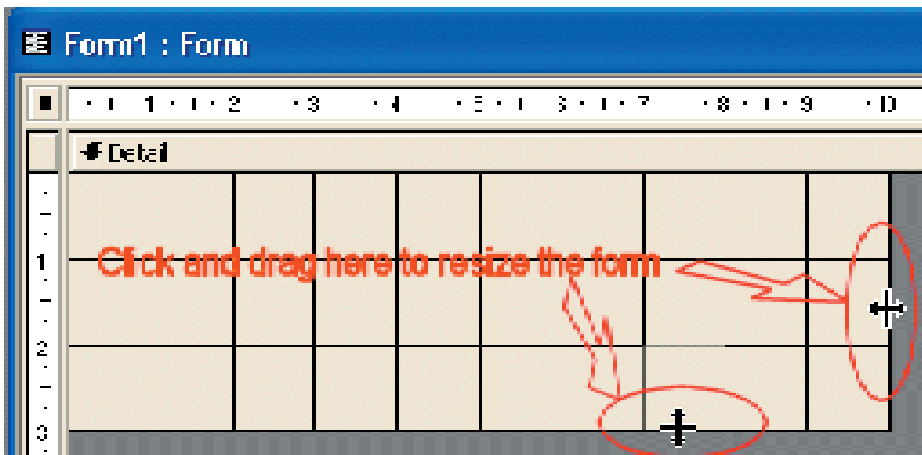 Form1 : Form
1 2 3 4 5 6 7 8 9 10
Detail
1
Click and drag here to resize the form
2
3